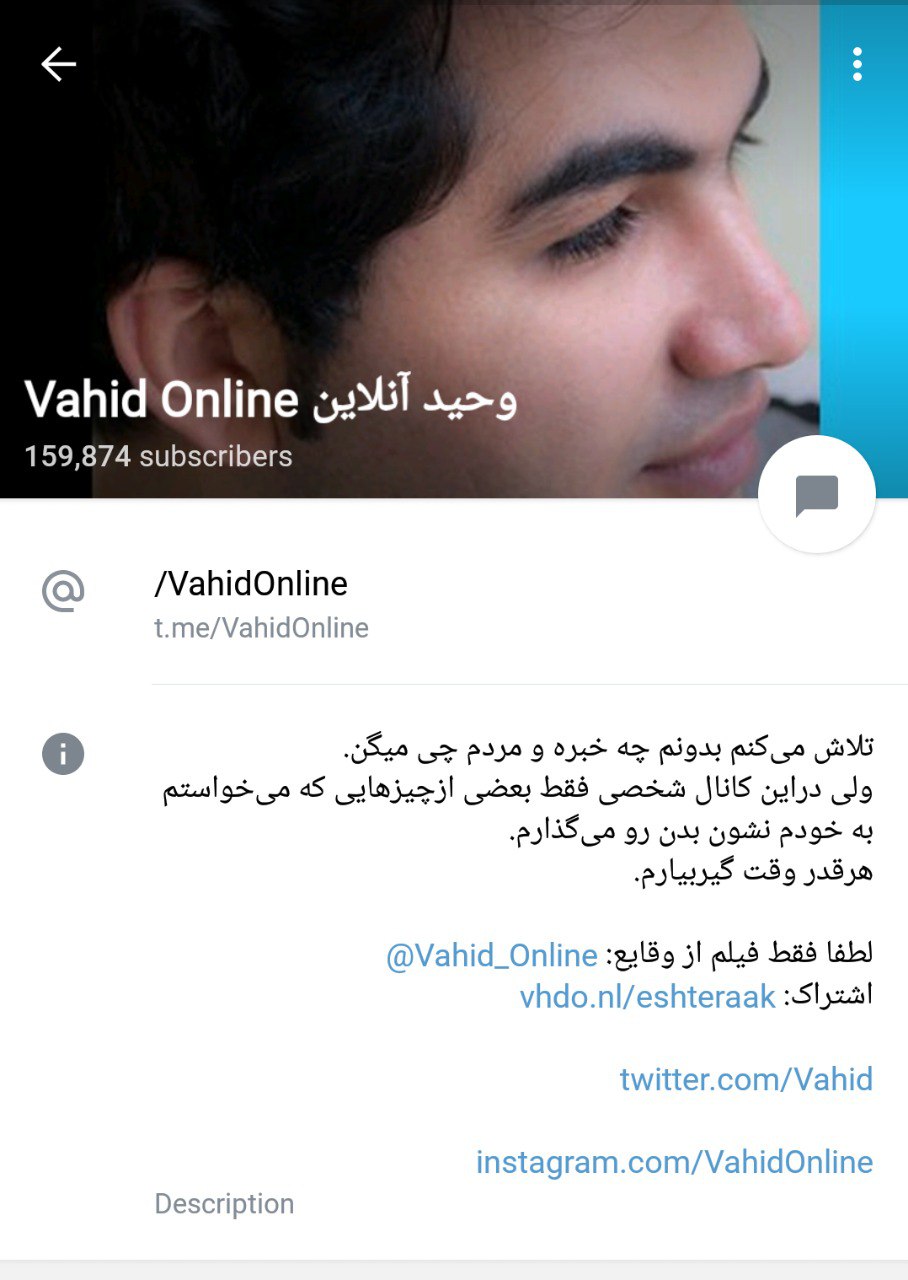 Vahid Online وحید آنلاین
159,874 subscribers
/VahidOnline
t.me/VahidOnline
تلاش می‌کنم بدونم چه خبره و مردم چی میگن.
ولی دراین کانال شخصی فقط بعضی ازچیزهایی که می‌خواستم
به خودم نشون بدن رو می‌گذارم.
هرقدر وقت گیربیارم.
لطفا فقط فیلم از وقایع: @Vahid_Online
اشتراک: vhdo.nl/eshteraak
twitter.com/Vahid
instagram.com/VahidOnline
Description